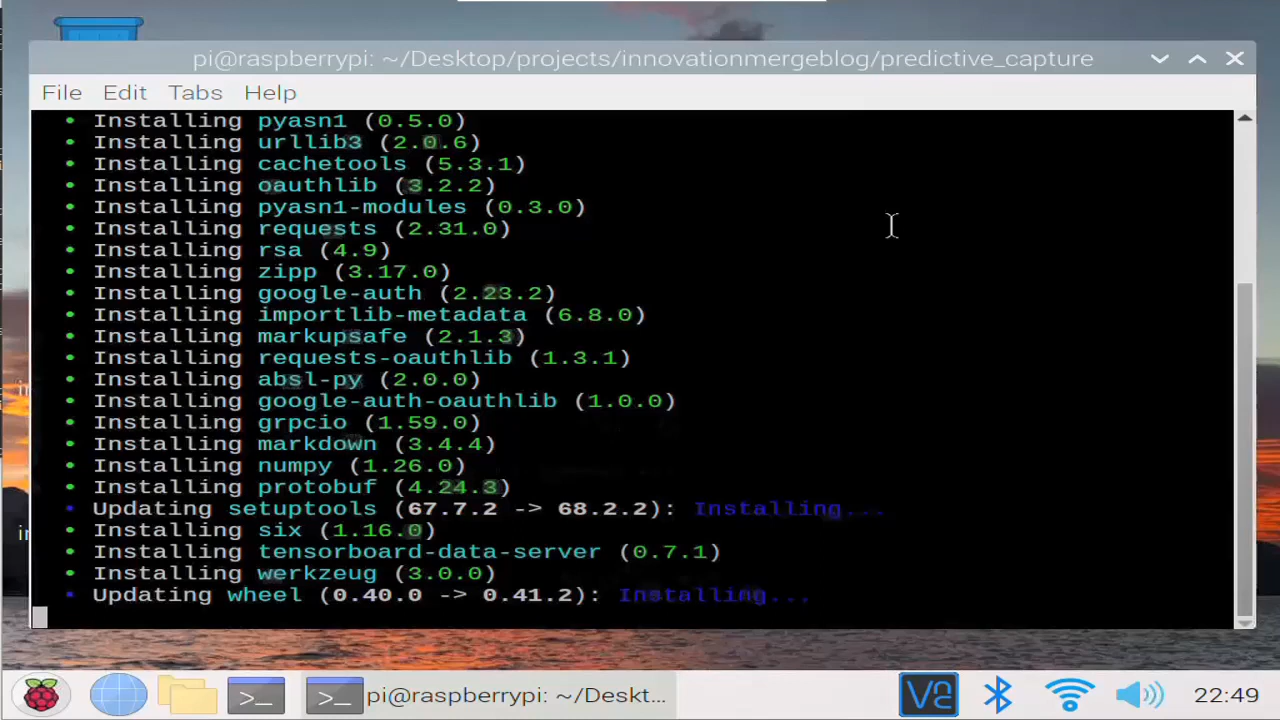 pi@raspberrypi: ~/Desktop/projects/innovationmergeblog/predictive_capture
File Edit Tabs Help
• Installing pyasn1 (0.5.0)
• Installing urllib3 (2.0.6)
• Installing cachetools (5.3.1)
• Installing oauthlib (3.2.2)
• Installing pyasn1-modules (0.3.0)
• Installing requests (2.31.0)
• Installing rsa (4.9)
• Installing zipp (3.17.0)
• Installing google-auth (2.23.2)
• Installing importlib-metadata (6.8.0)
• Installing markupsafe (2.1.3)
• Installing requests-oauthlib (1.3.1)
• Installing absl-py (2.0.0)
• Installing google-auth-oauthlib (1.0.0)
• Installing grpcio (1.59.0)
• Installing markdown (3.4.4)
• Installing numpy (1.26.0)
• Installing protobuf (4.24.3)
• Updating setuptools (67.7.2 -> 68.2.2): Installing...
• Installing six (1.16.0)
• Installing tensorboard-data-server (0.7.1)
• Installing werkzeug (3.0.0)
• Updating wheel (0.40.0 -> 0.41.2): Installing...
pi@raspberrypi: ~/Deskt...
22:49